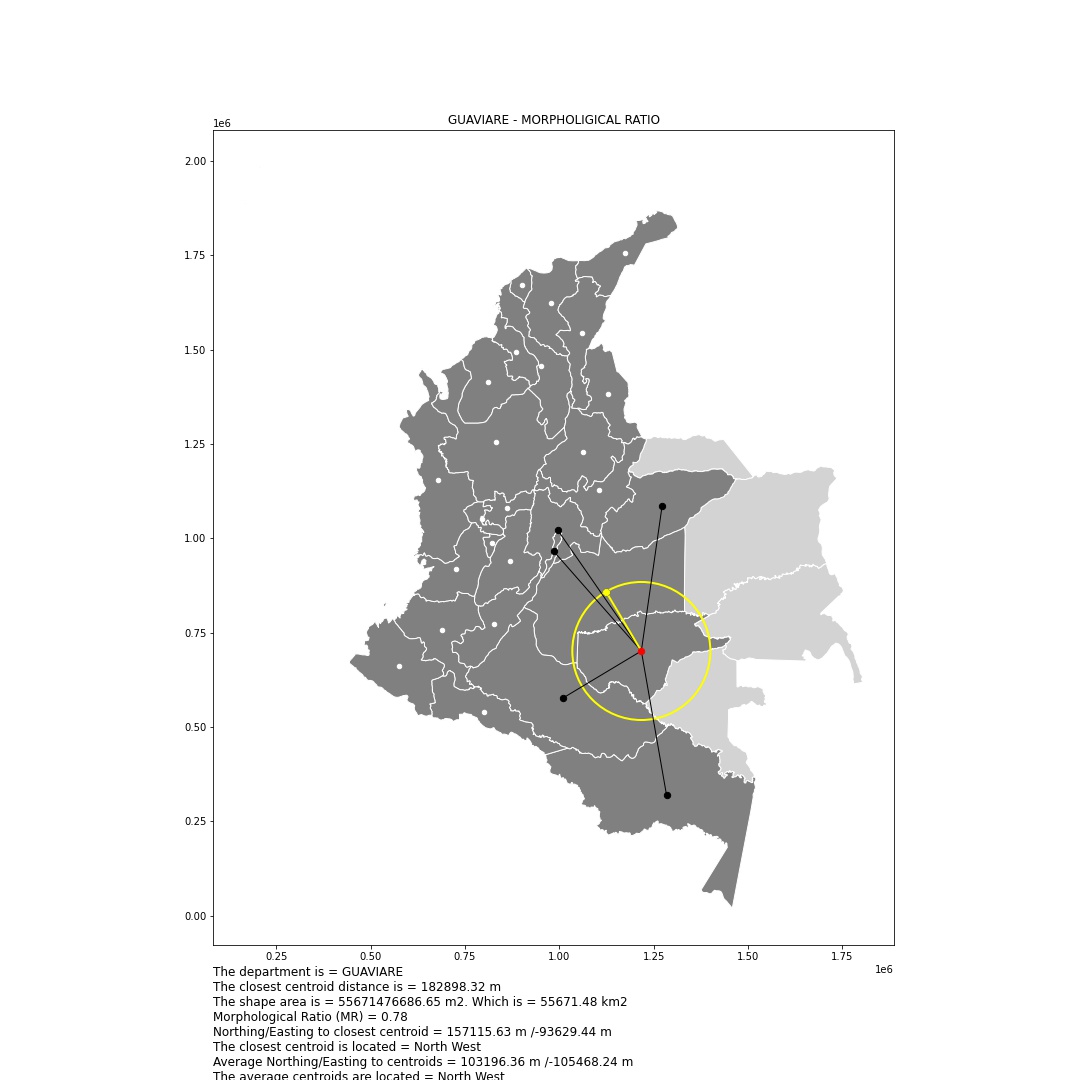 GUAVIARE - MORPHOLIGICAL RATIO
1e6
2.00
1.75
1.50
1.25
1.00
0.75
0.50
0.25
0.00
0.25 0.50 0.75 1.00 1.25 1.50 1.75
1e6
The department is = GUAVIARE
The closest centroid distance is = 182898.32 m
The shape area is = 55671476686.65 m2. Which is = 55671.48 km2
Morphological Ratio (MR) = 0.78
Northing/Easting to closest centroid = 157115.63 m /-93629.44 m
The closest centroid is located = North West
Average Northing/Easting to centroids = 103196.36 m /-105468.24 m
The average centroids are located = North West